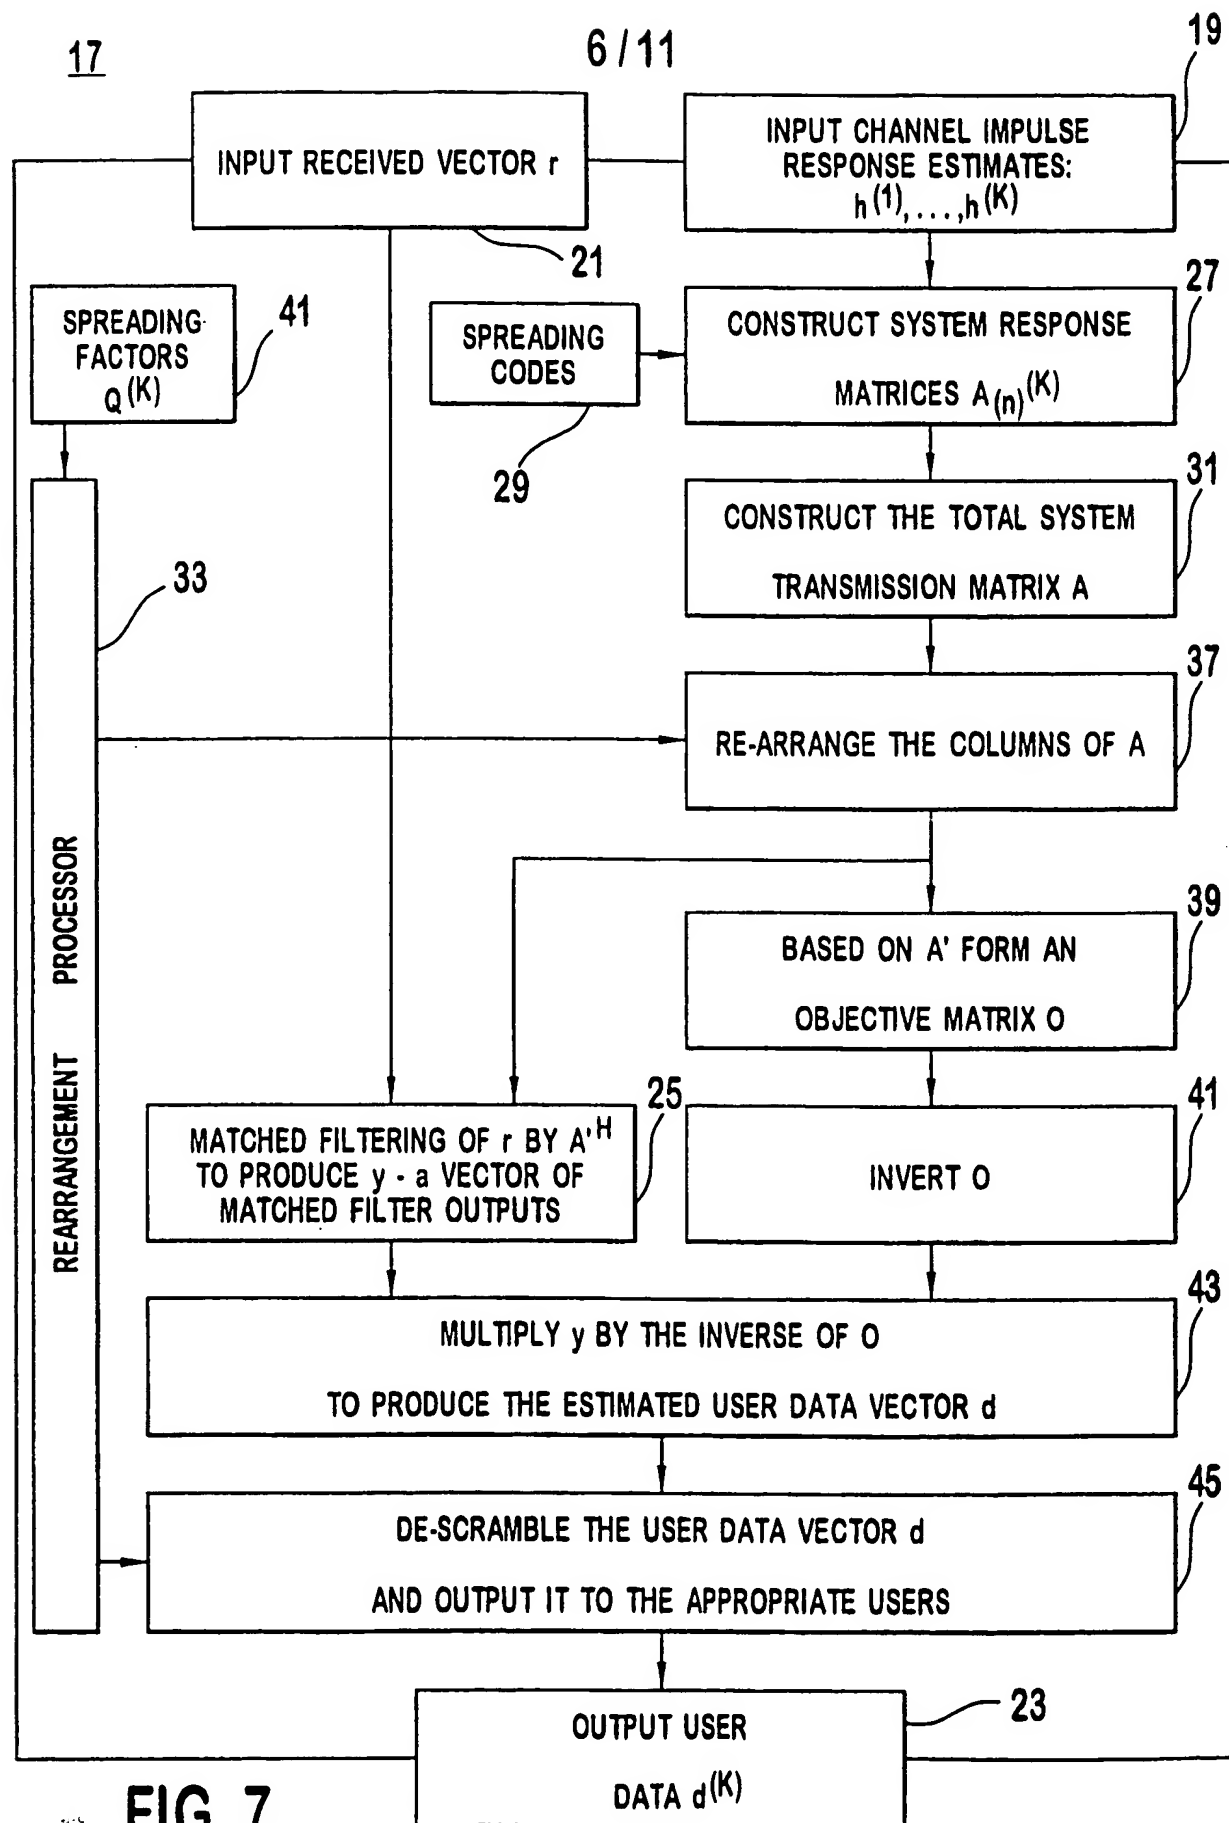 17
6 / 11
19
INPUT RECEIVED VECTOR r
INPUT CHANNEL IMPULSE
RESPONSE ESTIMATES:
h(1),...,h(K)
21
SPREADING
FACTORS
Q(K)
41
SPREADING
CODES
29
CONSTRUCT SYSTEM RESPONSE
MATRICES A(n)(K)
27
CONSTRUCT THE TOTAL SYSTEM
TRANSMISSION MATRIX A
31
33
REARRANGEMENT PROCESSOR
RE-ARRANGE THE COLUMNS OF A
37
BASED ON A' FORM AN
OBJECTIVE MATRIX O
39
MATCHED FILTERING OF r BY A'H
TO PRODUCE y - a VECTOR OF
MATCHED FILTER OUTPUTS
25
INVERT O
41
MULTIPLY y BY THE INVERSE OF O
TO PRODUCE THE ESTIMATED USER DATA VECTOR d
43
DE-SCRAMBLE THE USER DATA VECTOR d
AND OUTPUT IT TO THE APPROPRIATE USERS
45
OUTPUT USER
DATA d(K)
23
FIG. 7